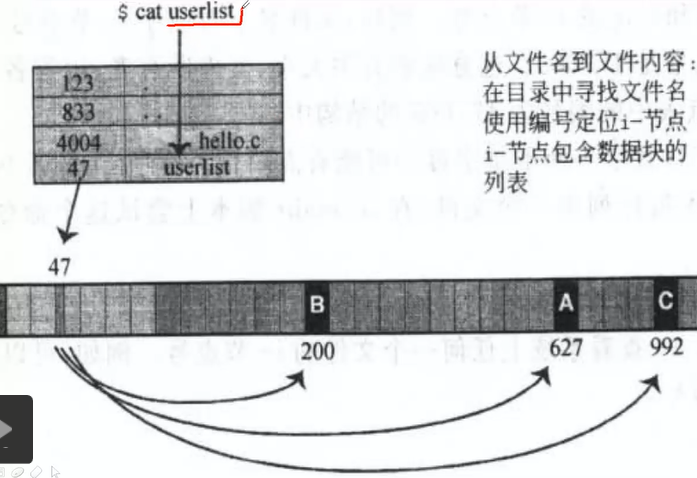 $ cat userlist
从文件名到文件内容:
在目录中寻找文件名
使用编号定位i-节点
i-节点包含数据块的
列表
123 .
833 ..
4004 hello.c
47 userlist
47
B A C
200 627 992